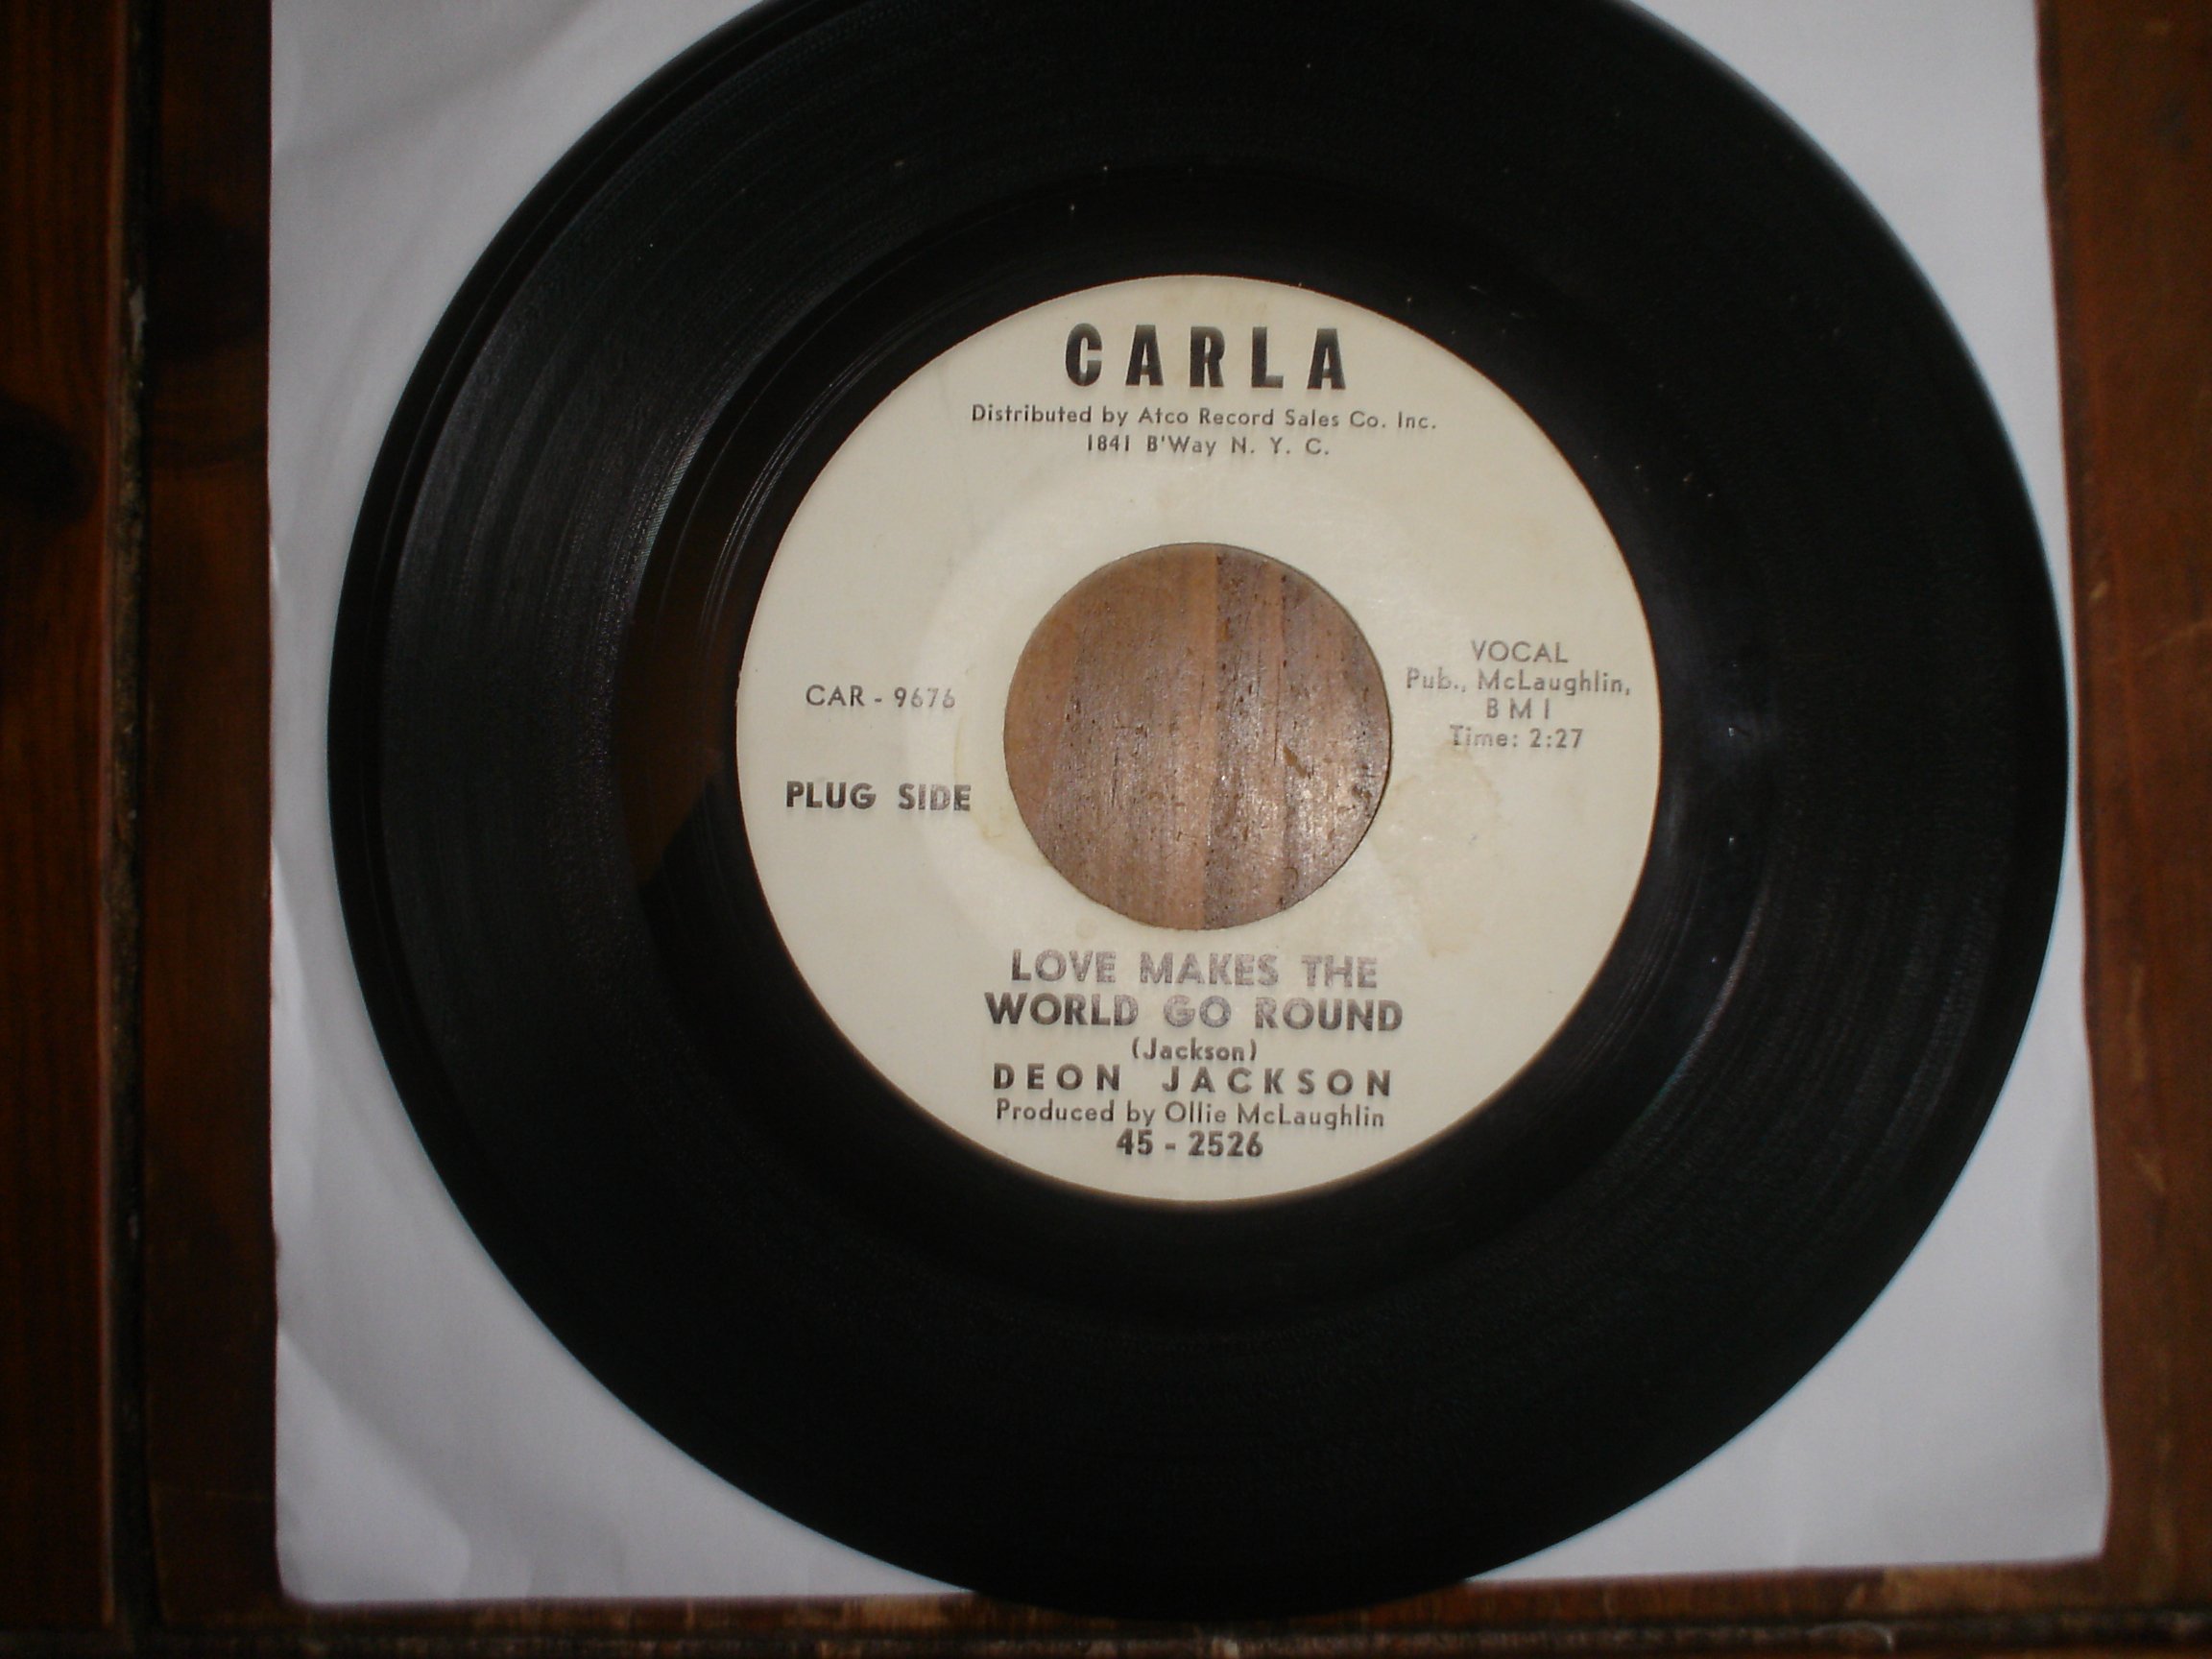 CARLA
Distributed by Atco Record Sales Co. Inc.
1841 B'Way N. Y. C.
CAR - 9676
PLUG SIDE
VOCAL
Pub., McLaughlin,
BMI
Time: 2:27
LOVE MAKES THE
WORLD GO ROUND
(Jackson)
DEON JACKSON
Produced by Ollie McLaughlin
45 - 2526